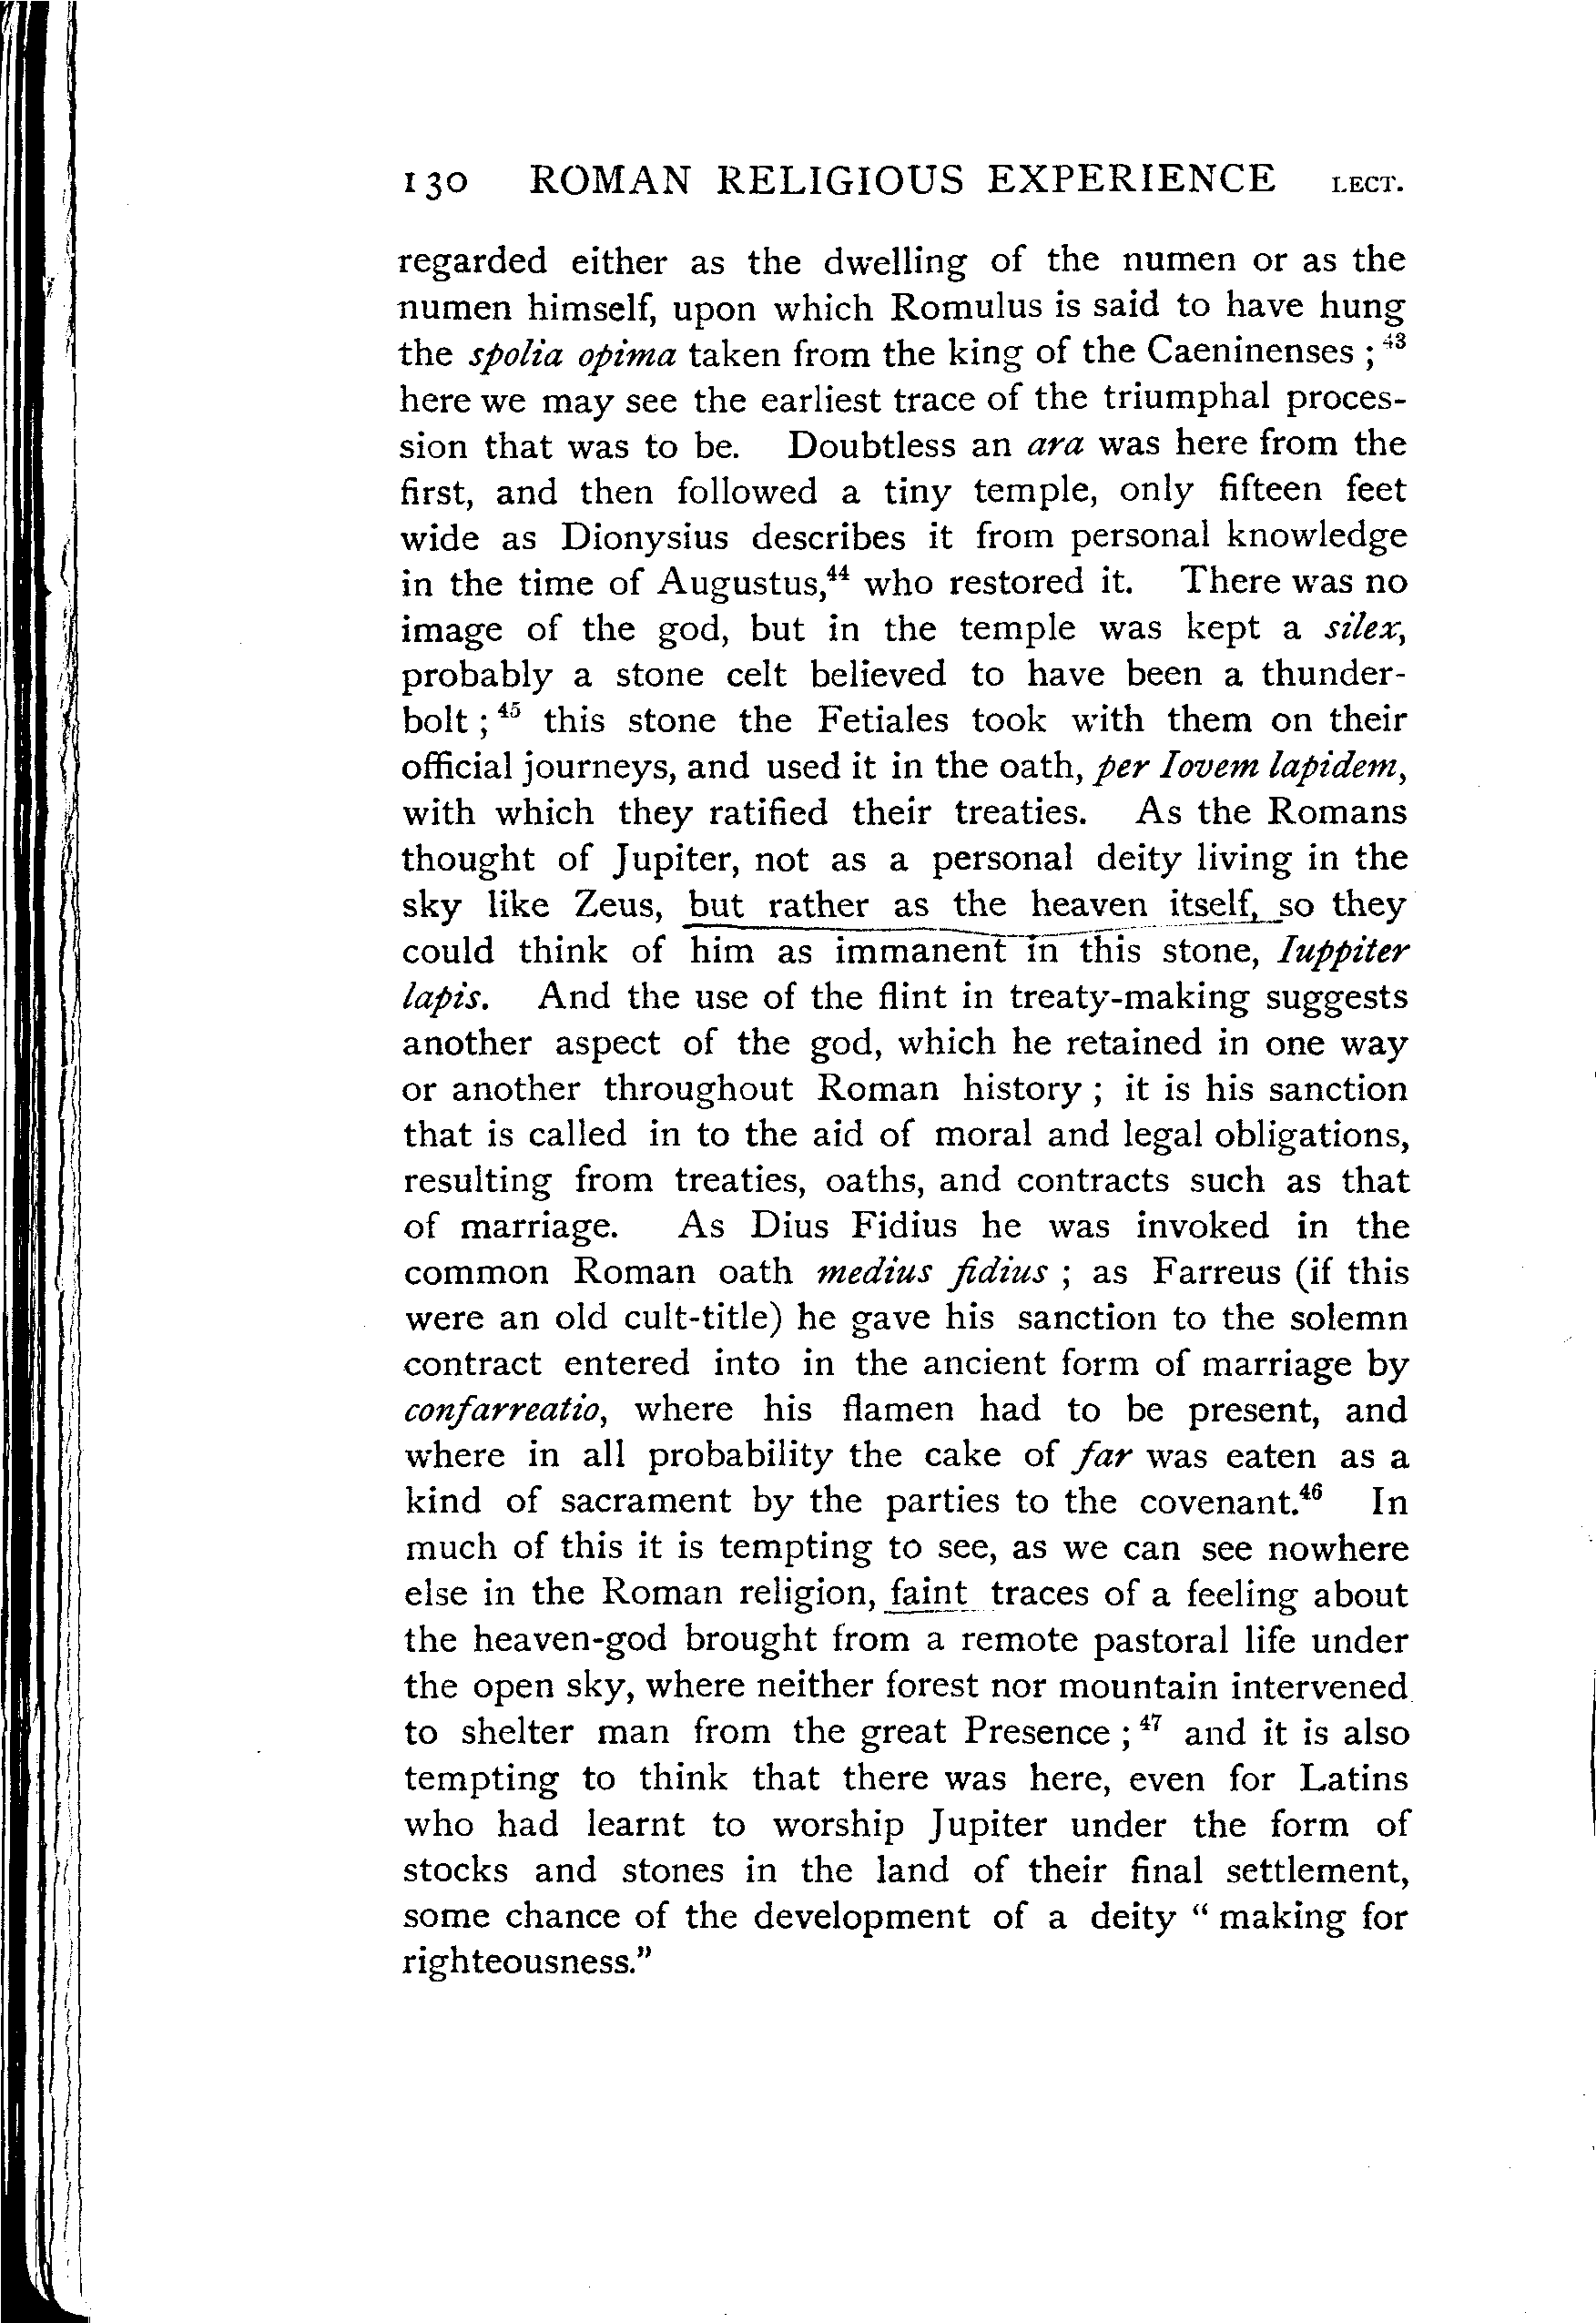 130 ROMAN RELIGIOUS EXPERIENCE LECT.
regarded either as the dwelling of the numen or as the
numen himself, upon which Romulus is said to have hung
the spolia opima taken from the king of the Caeninenses ;⁴³
here we may see the earliest trace of the triumphal proces-
sion that was to be. Doubtless an ara was here from the
first, and then followed a tiny temple, only fifteen feet
wide as Dionysius describes it from personal knowledge
in the time of Augustus,⁴⁴ who restored it. There was no
image of the god, but in the temple was kept a silex,
probably a stone celt believed to have been a thunder-
bolt ;⁴⁵ this stone the Fetiales took with them on their
official journeys, and used it in the oath, per Iovem lapidem,
with which they ratified their treaties. As the Romans
thought of Jupiter, not as a personal deity living in the
sky like Zeus, but rather as the heaven itself, so they
could think of him as immanent in this stone, Iuppiter
lapis. And the use of the flint in treaty-making suggests
another aspect of the god, which he retained in one way
or another throughout Roman history ; it is his sanction
that is called in to the aid of moral and legal obligations,
resulting from treaties, oaths, and contracts such as that
of marriage. As Dius Fidius he was invoked in the
common Roman oath medius fidius ; as Farreus (if this
were an old cult-title) he gave his sanction to the solemn
contract entered into in the ancient form of marriage by
confarreatio, where his flamen had to be present, and
where in all probability the cake of far was eaten as a
kind of sacrament by the parties to the covenant.⁴⁶ In
much of this it is tempting to see, as we can see nowhere
else in the Roman religion, faint traces of a feeling about
the heaven-god brought from a remote pastoral life under
the open sky, where neither forest nor mountain intervened
to shelter man from the great Presence ;⁴⁷ and it is also
tempting to think that there was here, even for Latins
who had learnt to worship Jupiter under the form of
stocks and stones in the land of their final settlement,
some chance of the development of a deity “ making for
righteousness.”